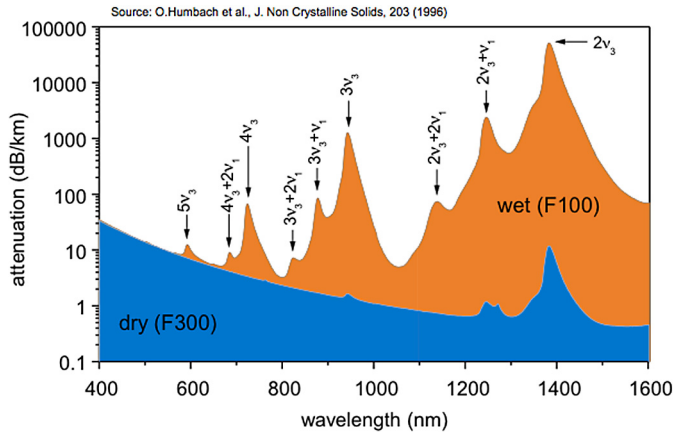 Source: O.Humbach et al., J. Non Crystalline Solids, 203 (1996)
100000
10000
1000
100
10
1
0.1
attenuation (dB/km)
5ν3
4ν3+2ν1
4ν3
3ν3+2ν1
3ν3+ν1
3ν3
2ν3+2ν1
2ν3+ν1
2ν3
wet (F100)
dry (F300)
400 600 800 1000 1200 1400 1600
wavelength (nm)